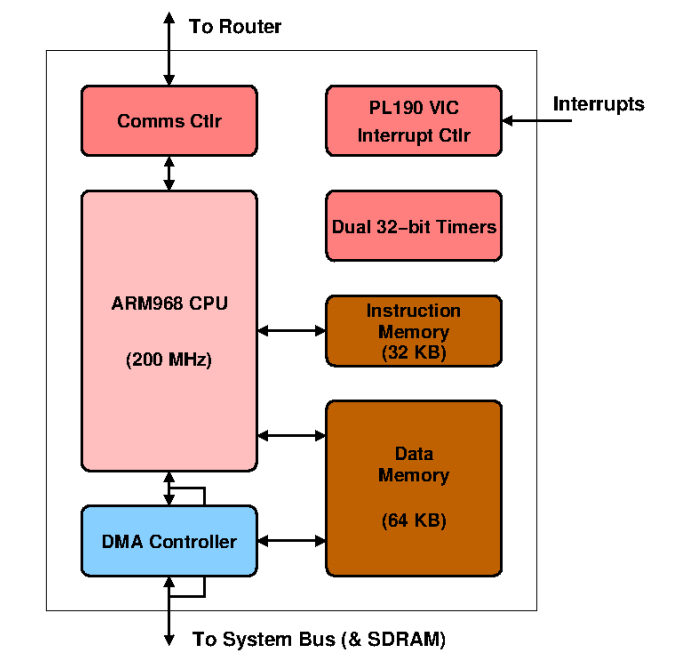 To Router
Comms Ctlr
PL190 VIC
Interrupt Ctlr
Interrupts
Dual 32−bit Timers
ARM968 CPU
(200 MHz)
Instruction
Memory
(32 KB)
Data
Memory
(64 KB)
DMA Controller
To System Bus (& SDRAM)